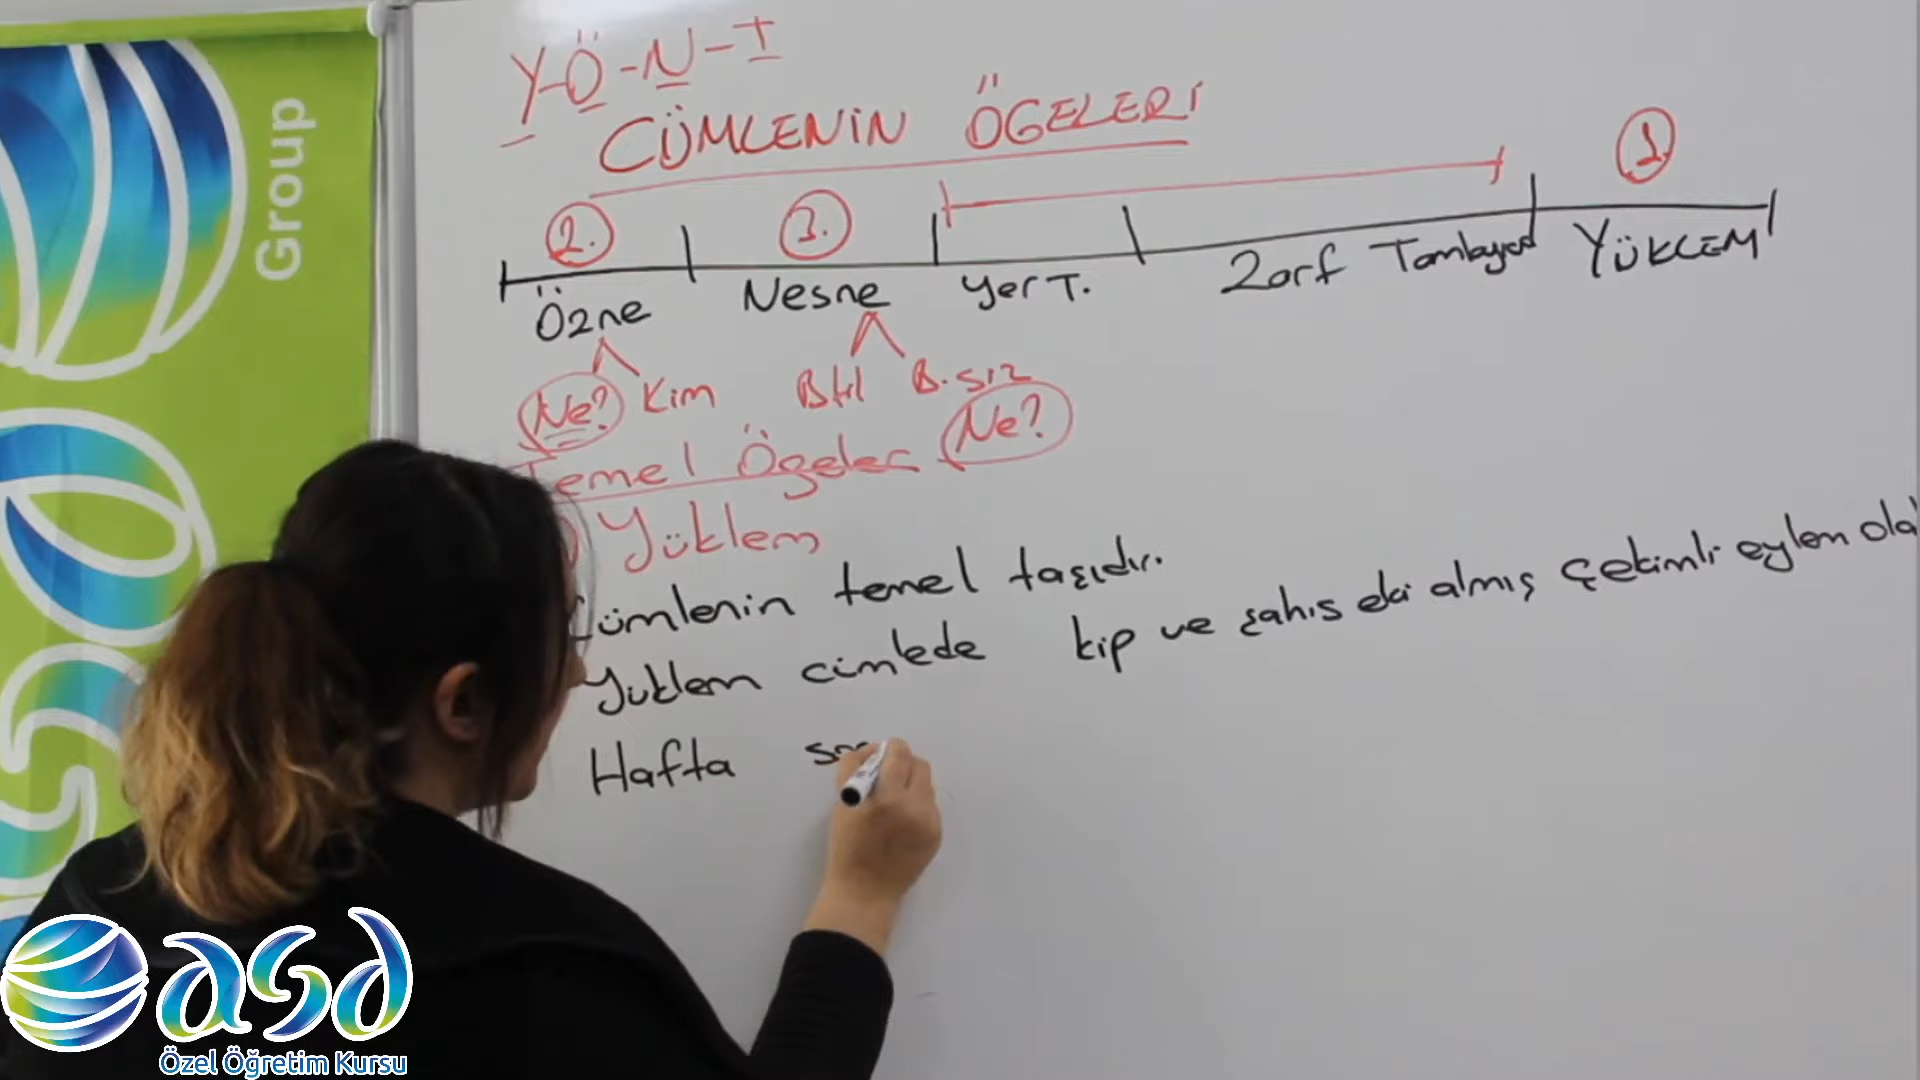 Group
Y-Ö-N-T
CÜMLENİN ÖGELERİ
2. 3. 1.
Özne Nesne Yer T. Zarf Tamlayıcı YÜKLEM
Ne? Kim B.sız
Ne?
Temel Ögeler
Yüklem
Cümlenin temel taşıdır.
Yüklem cümlede kip ve şahıs eki almış çekimli eylem ola
Hafta
asd
Özel Öğretim Kursu